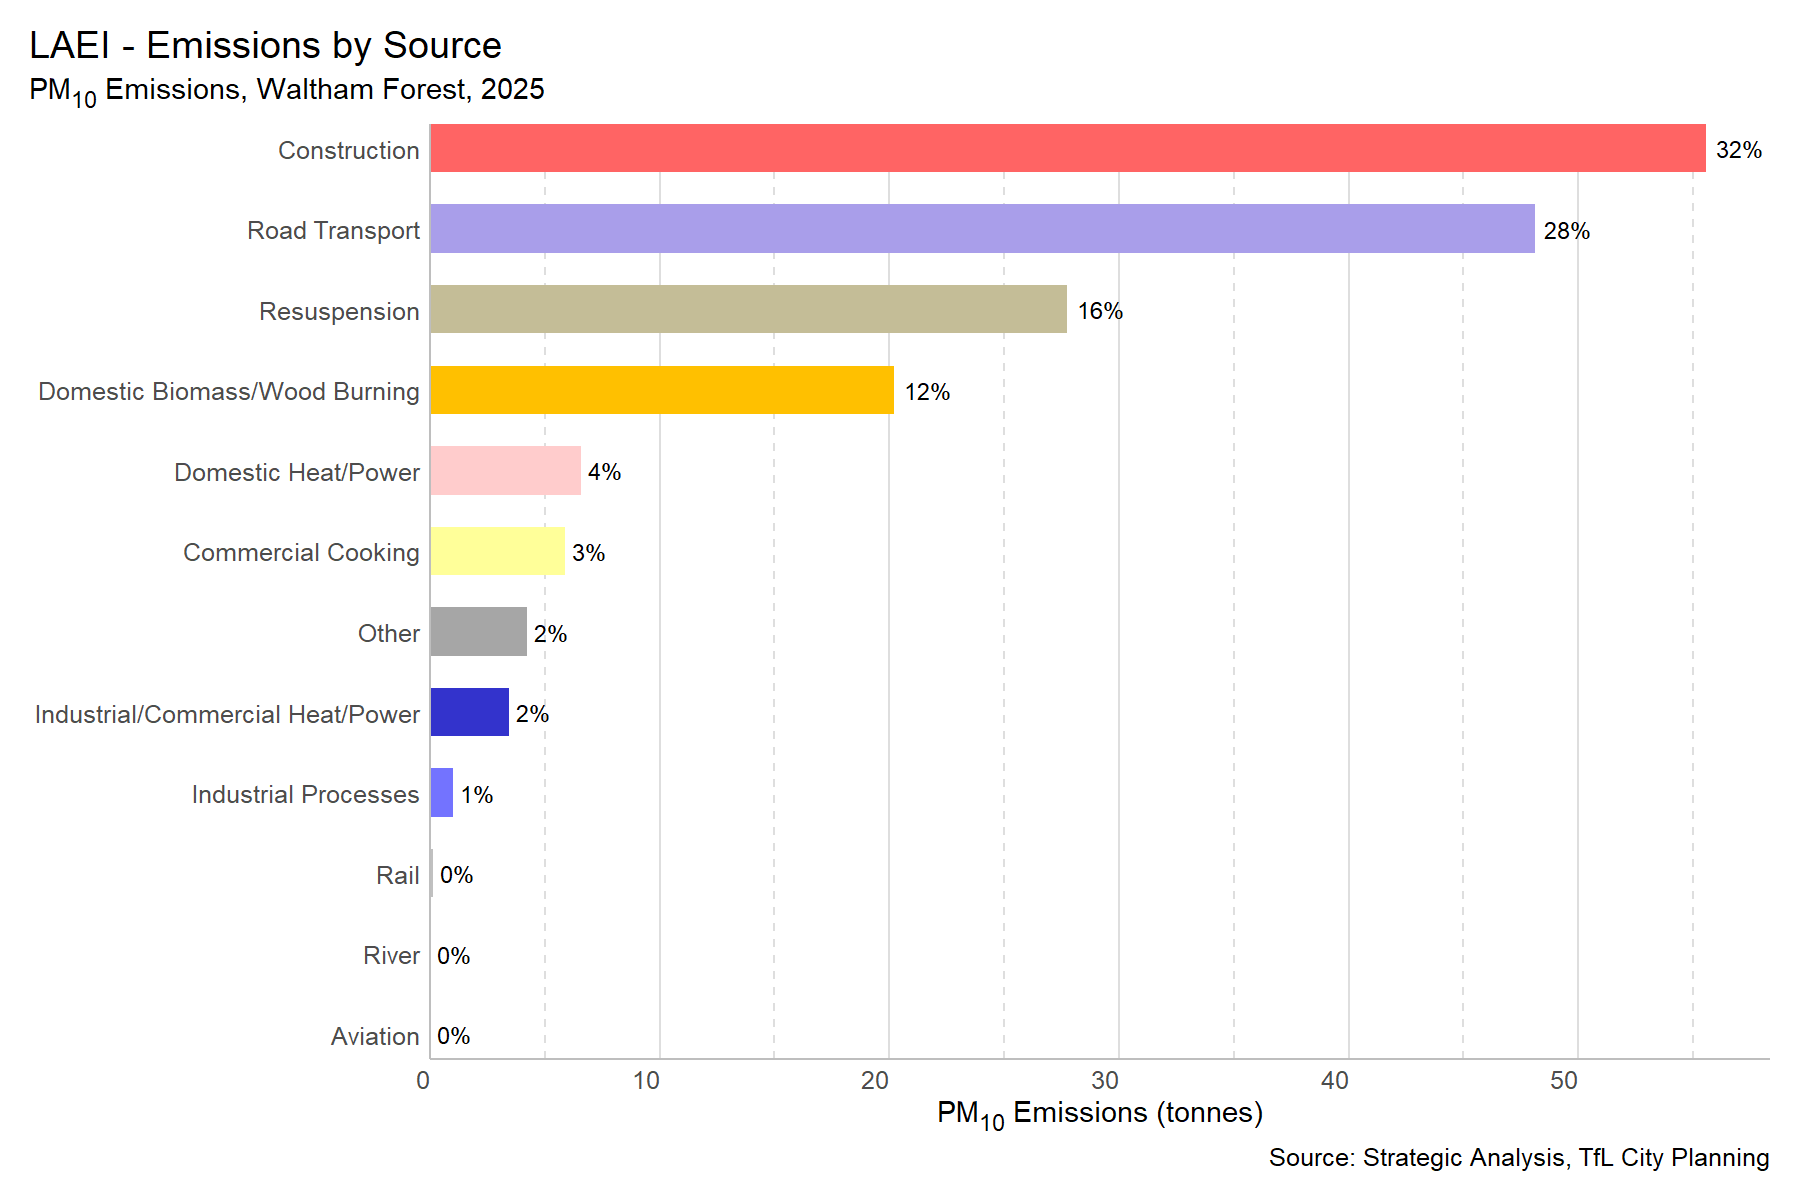 LAEI - Emissions by Source
PM10 Emissions, Waltham Forest, 2025
Construction 32%
Road Transport 28%
Resuspension 16%
Domestic Biomass/Wood Burning 12%
Domestic Heat/Power 4%
Commercial Cooking 3%
Other 2%
Industrial/Commercial Heat/Power 2%
Industrial Processes 1%
Rail 0%
River 0%
Aviation 0%
0 10 20 30 40 50
PM10 Emissions (tonnes)
Source: Strategic Analysis, TfL City Planning